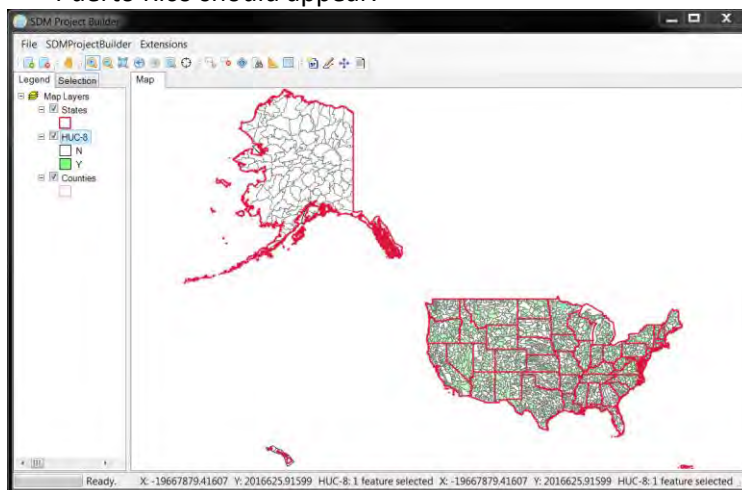 Puerto Rico should appear.
SDM Project Builder
File SDMProjectBuilder Extensions
Legend Selection Map
Map Layers
States
HUC-8
N
Y
Counties
Ready. X: -19667879.41607 Y: 2016625.91599 HUC-8: 1 feature selected X: -19667879.41607 Y: 2016625.91599 HUC-8: 1 feature selected